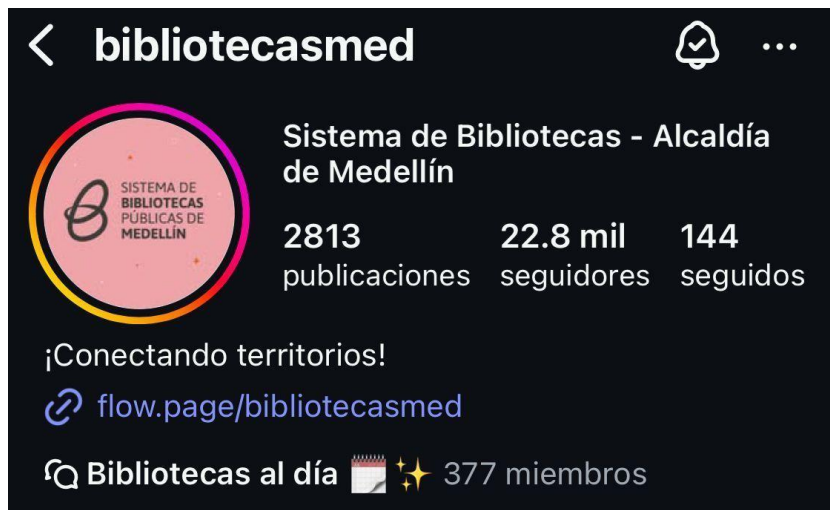 bibliotecasmed
SISTEMA DE
BIBLIOTECAS
PÚBLICAS DE
MEDELLÍN
Sistema de Bibliotecas - Alcaldía
de Medellín
2813 22.8 mil 144
publicaciones seguidores seguidos
¡Conectando territorios!
flow.page/bibliotecasmed
Bibliotecas al día 🗓️✨ 377 miembros